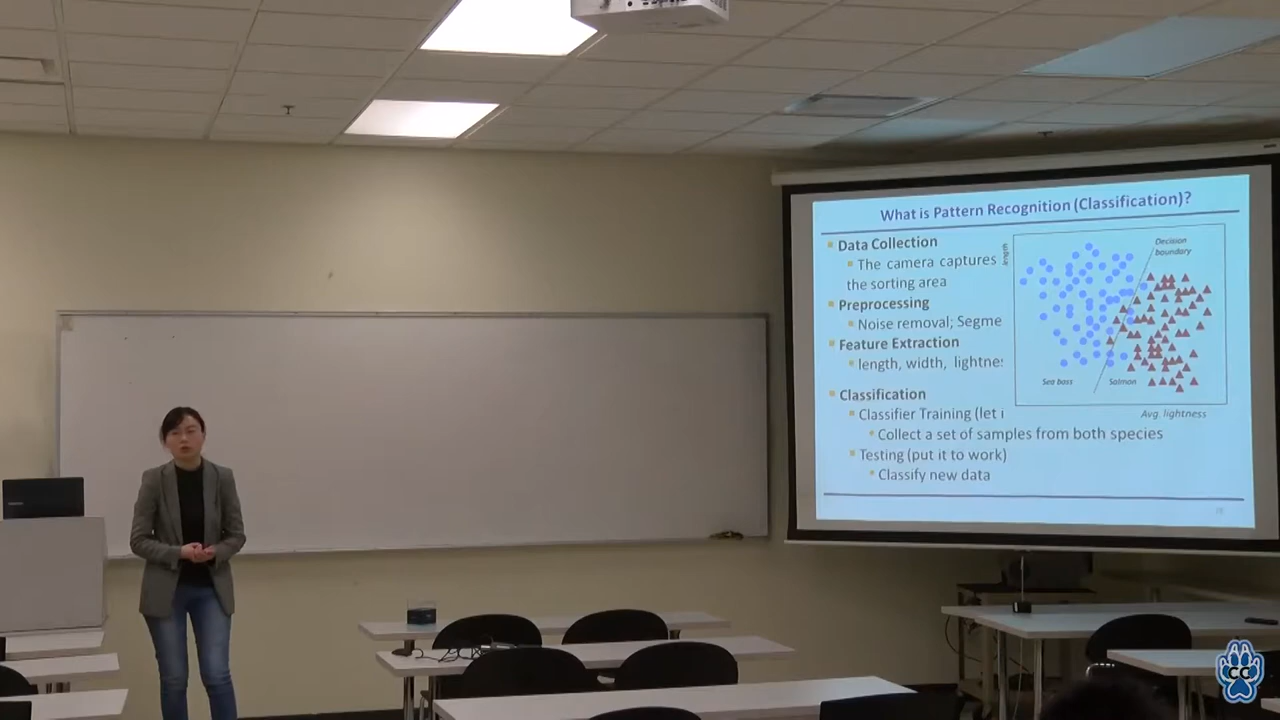 What is Pattern Recognition (Classification)?
Data Collection
The camera captures
the sorting area
Preprocessing
Noise removal; Segme
Feature Extraction
length, width, lightne
Classification
Classifier Training (let i
Collect a set of samples from both species
Testing (put it to work)
Classify new data
length
Decision
boundary
Sea bass
Salmon
Avg. lightness
CC